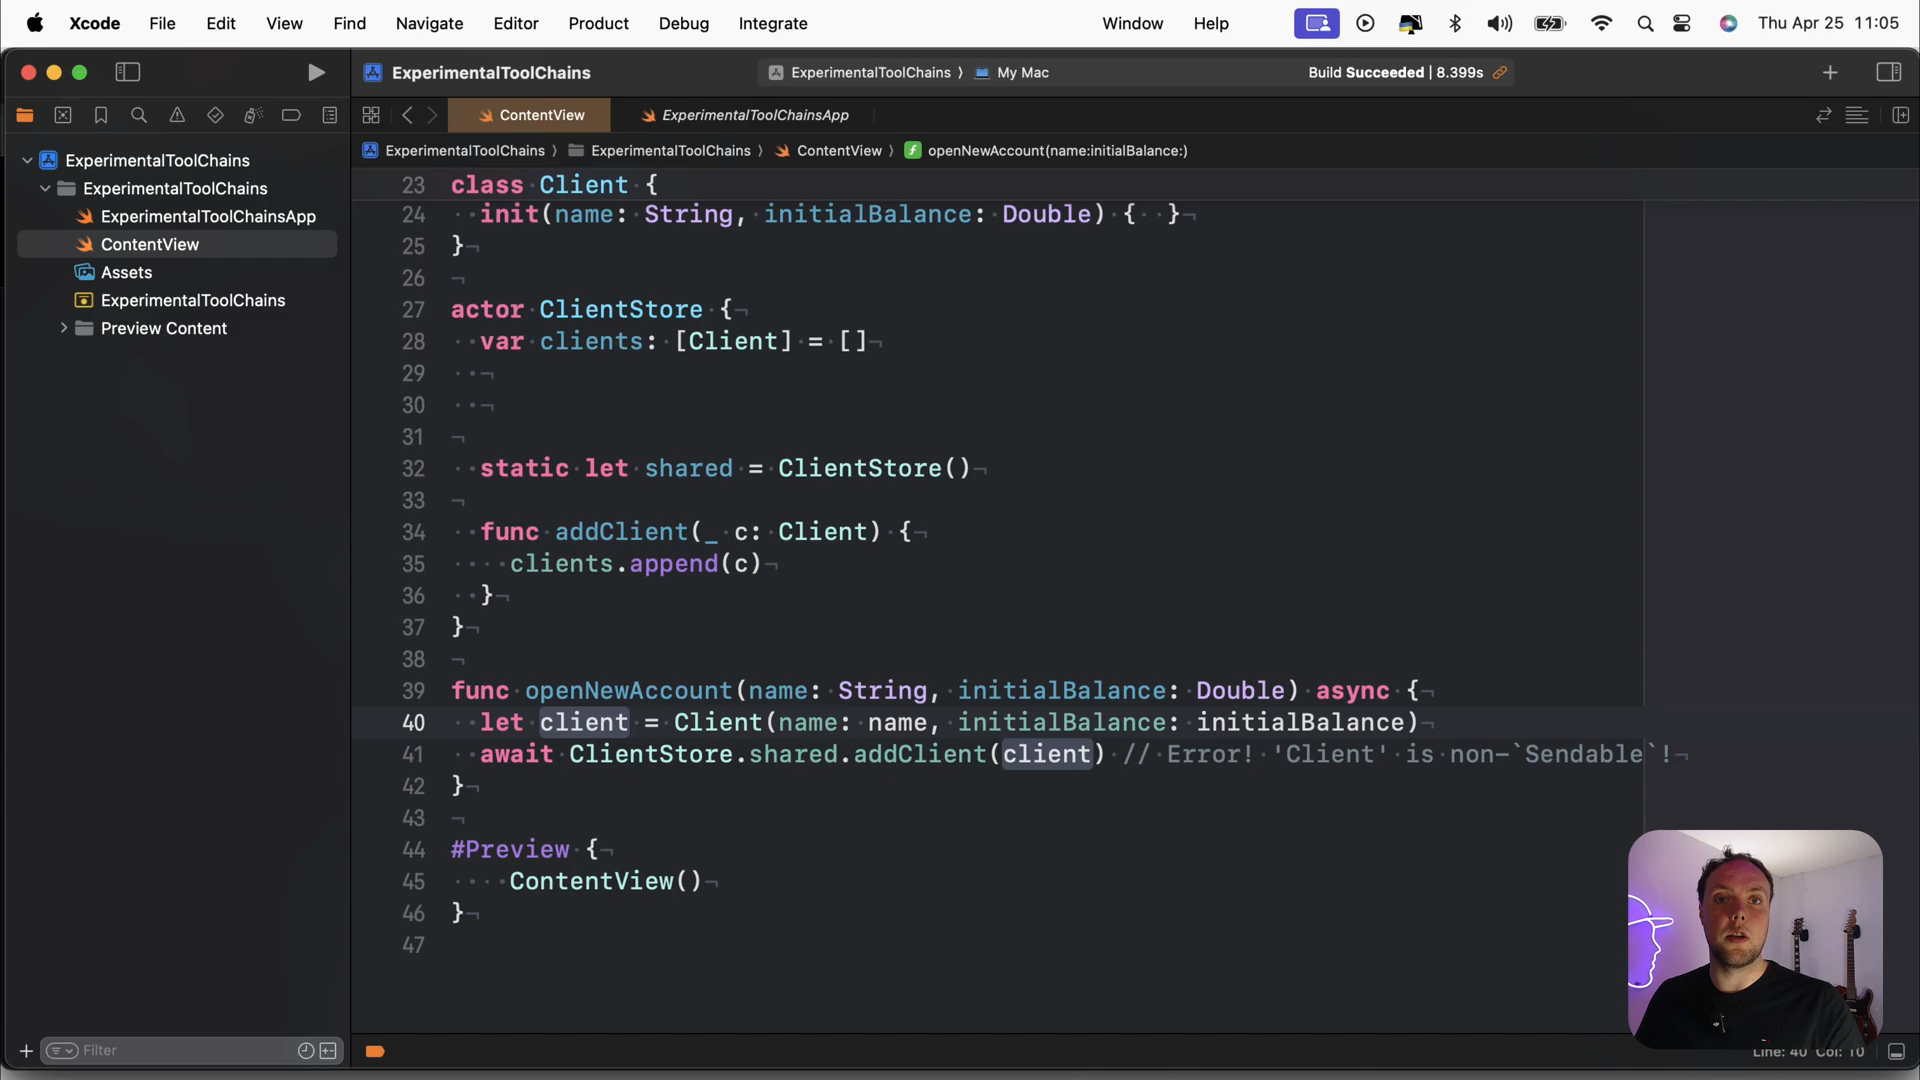 Xcode File Edit View Find Navigate Editor Product Debug Integrate Window Help Thu Apr 25 11:05
ExperimentalToolChains ExperimentalToolChains 〉 My Mac Build Succeeded | 8.399s
ContentView ExperimentalToolChainsApp
ExperimentalToolChains 〉 ExperimentalToolChains 〉 ContentView 〉 openNewAccount(name:initialBalance:)
ExperimentalToolChains
ExperimentalToolChains
ExperimentalToolChainsApp
ContentView
Assets
ExperimentalToolChains
Preview Content
Filter
23 class Client {
24 init(name: String, initialBalance: Double) { }
25 }
26
27 actor ClientStore {
28 var clients: [Client] = []
29
30
31
32 static let shared = ClientStore()
33
34 func addClient(_ c: Client) {
35 clients.append(c)
36 }
37 }
38
39 func openNewAccount(name: String, initialBalance: Double) async {
40 let client = Client(name: name, initialBalance: initialBalance)
41 await ClientStore.shared.addClient(client) // Error! 'Client' is non-`Sendable`!
42 }
43
44 #Preview {
45 ContentView()
46 }
47
Line: 40 Col: 10